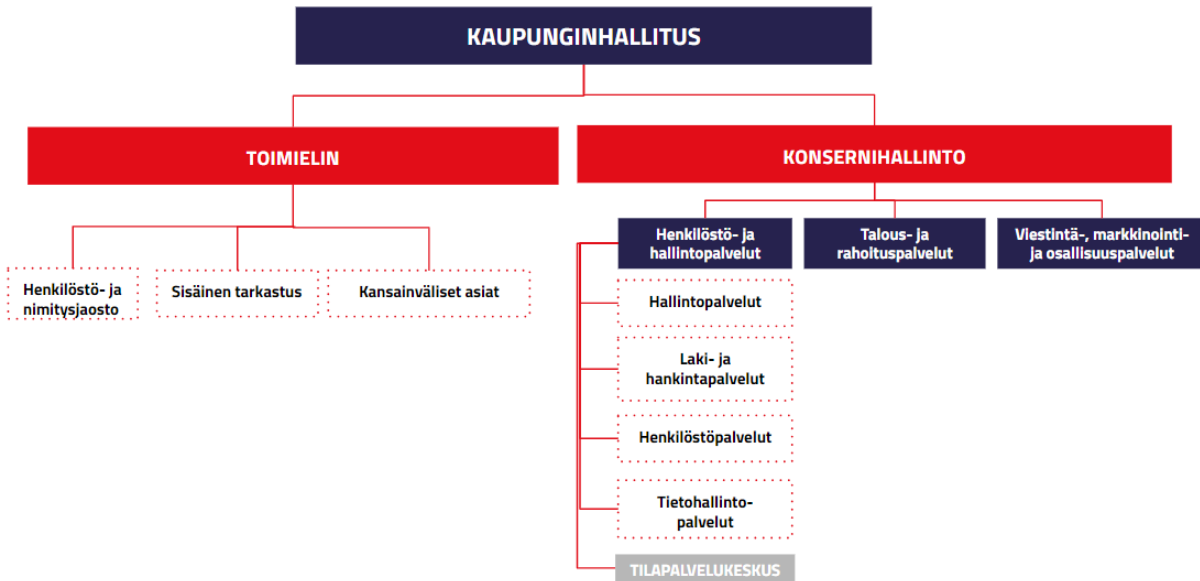 KAUPUNGINHALLITUS
TOIMIELIN
KONSERNIHALLINTO
Henkilöstö- ja
nimitysjaosto
Sisäinen tarkastus
Kansainväliset asiat
Henkilöstö- ja
hallintopalvelut
Talous- ja
rahoituspalvelut
Viestintä-, markkinointi-
ja osallisuuspalvelut
Hallintopalvelut
Laki- ja
hankintapalvelut
Henkilöstöpalvelut
Tietohallinto-
palvelut
TILAPALVELUKESKUS